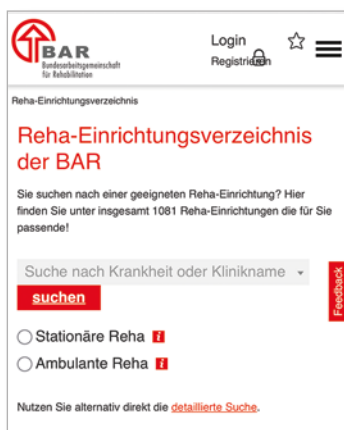 BAR
Bundesarbeitsgemeinschaft
für Rehabilitation
Login
Registrieren
Reha-Einrichtungsverzeichnis
Reha-Einrichtungsverzeichnis
der BAR
Sie suchen nach einer geeigneten Reha-Einrichtung? Hier
finden Sie unter insgesamt 1081 Reha-Einrichtungen die für Sie
passende!
Suche nach Krankheit oder Klinikname
suchen
Feedback
Stationäre Reha i
Ambulante Reha i
Nutzen Sie alternativ direkt die detaillierte Suche.